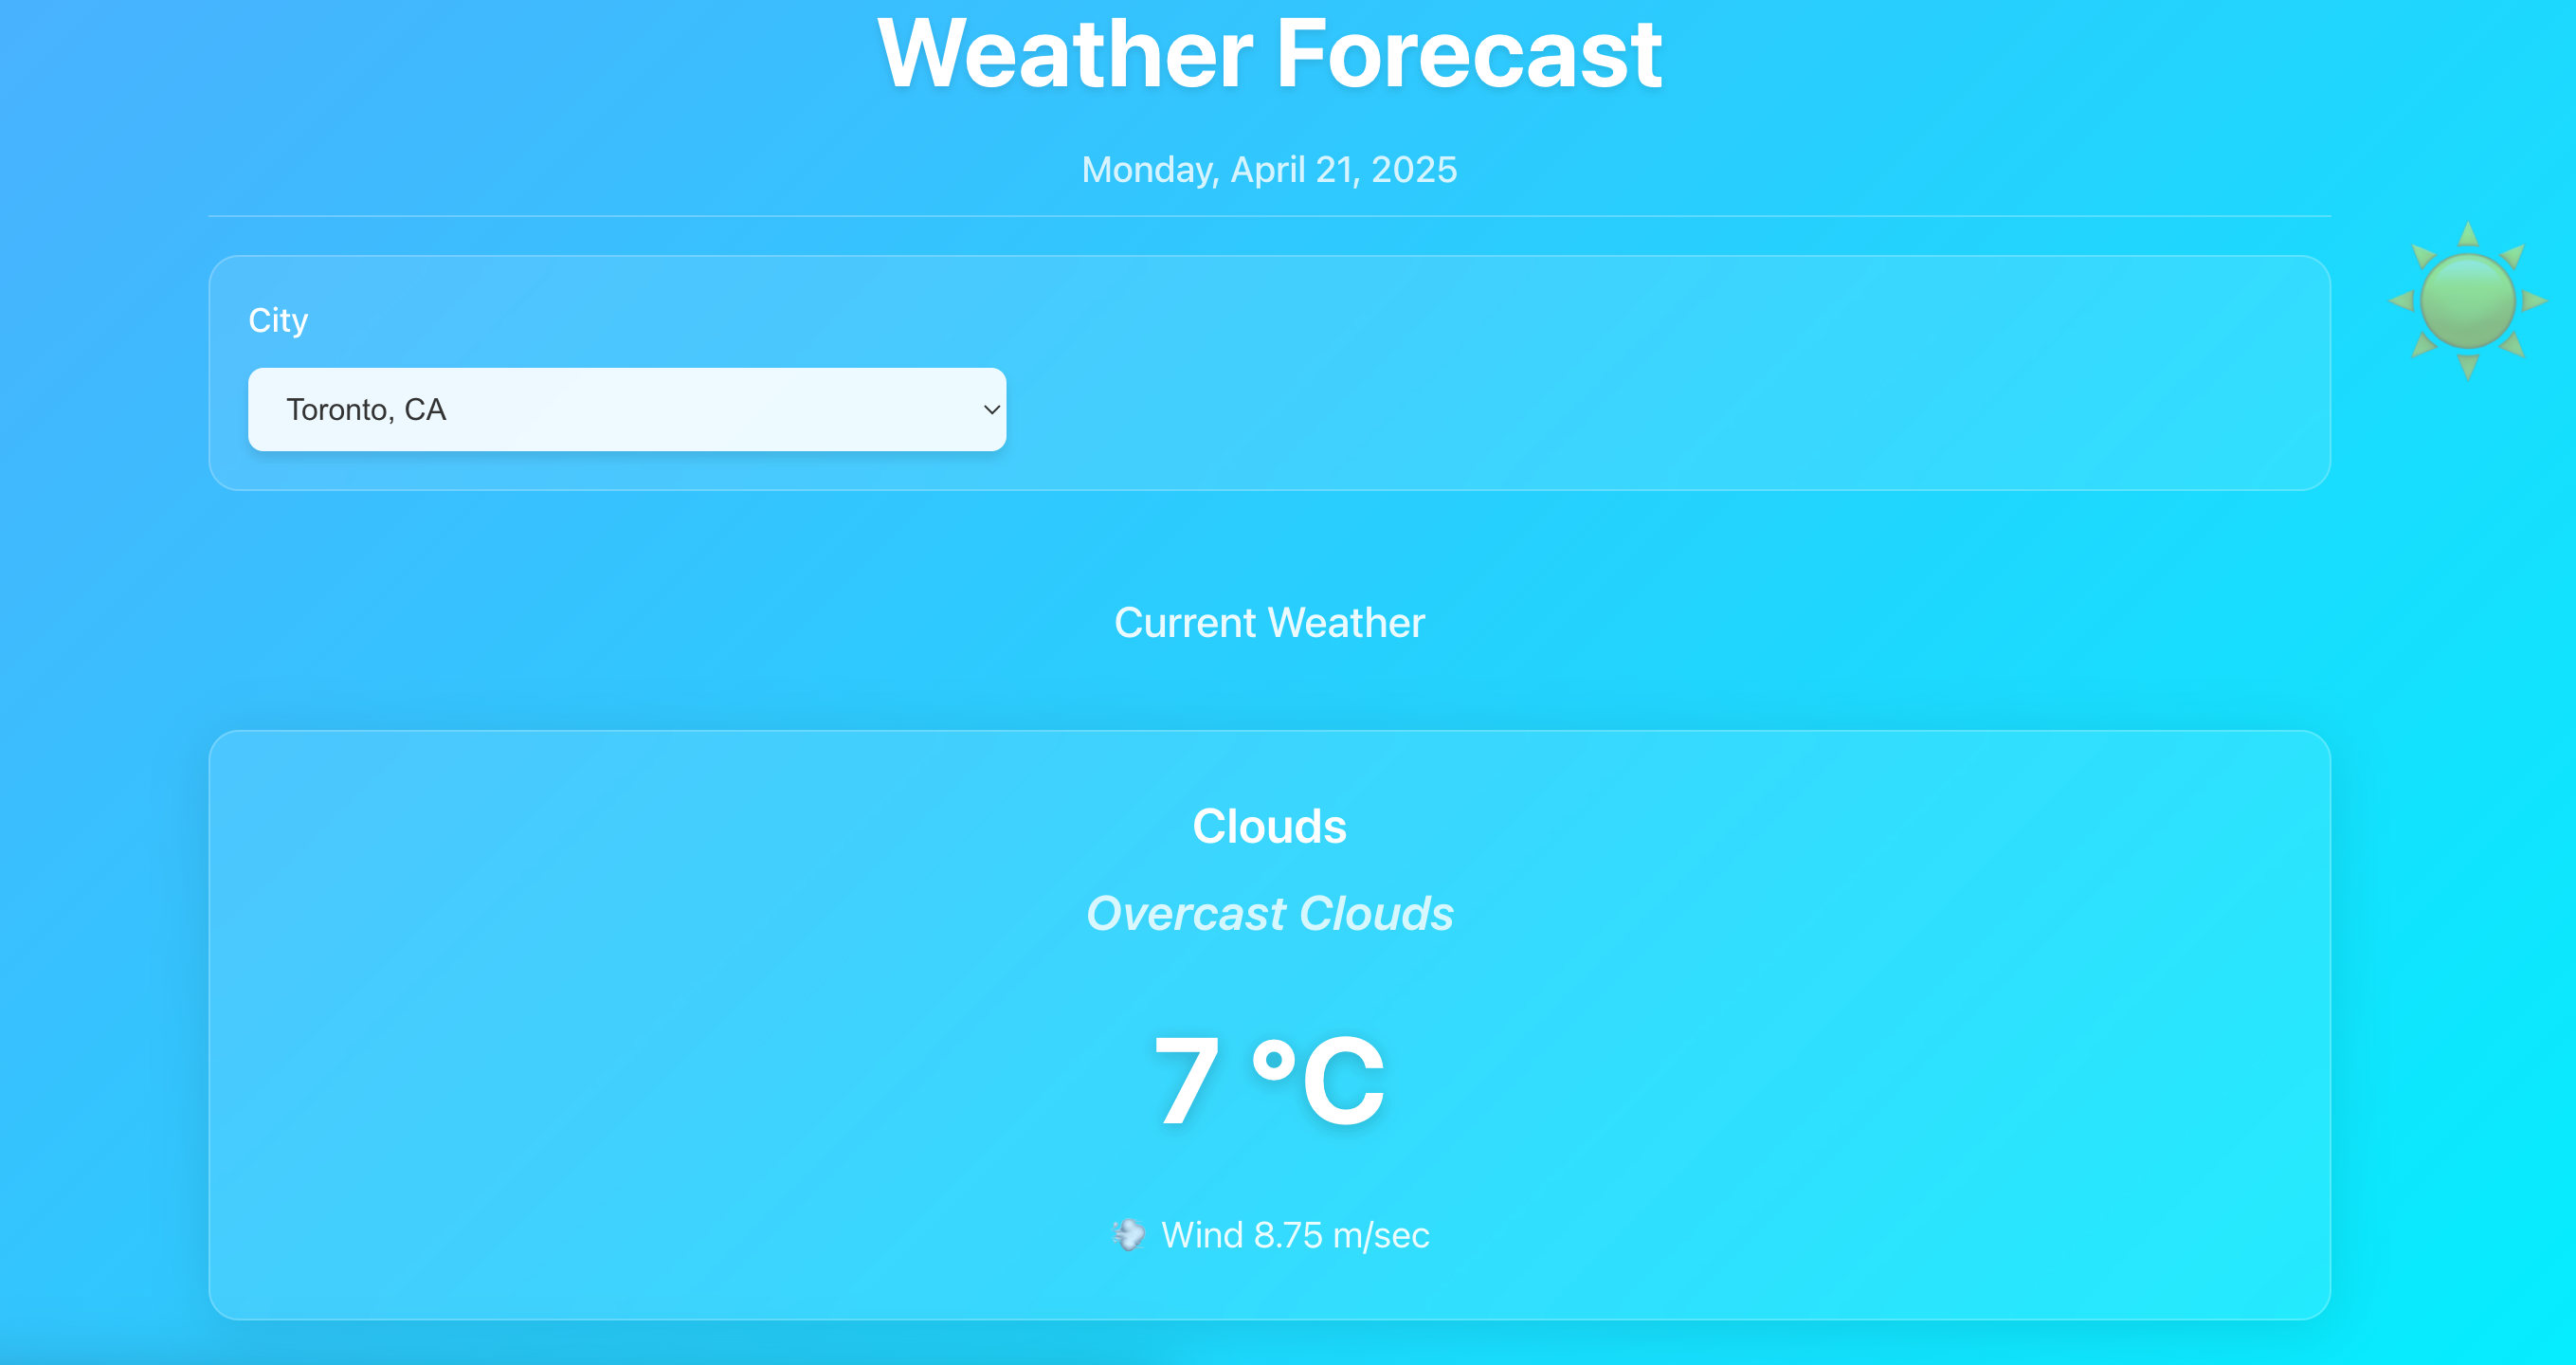 Weather Forecast
Monday, April 21, 2025
City
Toronto, CA
Current Weather
Clouds
Overcast Clouds
7 °C
Wind 8.75 m/sec